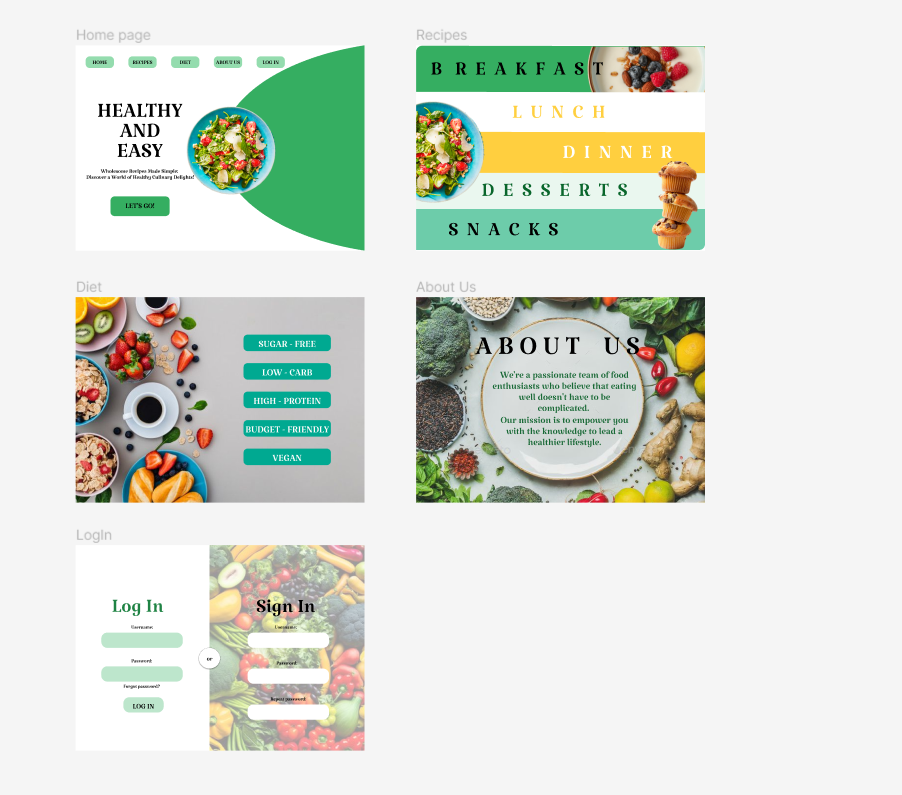 Home page
HOME
RECIPES
DIET
ABOUT US
LOG IN
HEALTHY
AND
EASY
Wholesome Recipes Made Simple:
Discover a World of Healthy Culinary Delights!
LET'S GO!
Recipes
BREAKFAST
LUNCH
DINNER
DESSERTS
SNACKS
Diet
SUGAR - FREE
LOW - CARB
HIGH - PROTEIN
BUDGET - FRIENDLY
VEGAN
About Us
ABOUT US
We're a passionate team of food
enthusiasts who believe that eating
well doesn't have to be
complicated.
Our mission is to empower you
with the knowledge to lead a
healthier lifestyle.
LogIn
Log In
Username:
Password:
Forgot password?
LOG IN
or
Sign In
Username:
Password:
Repeat password: